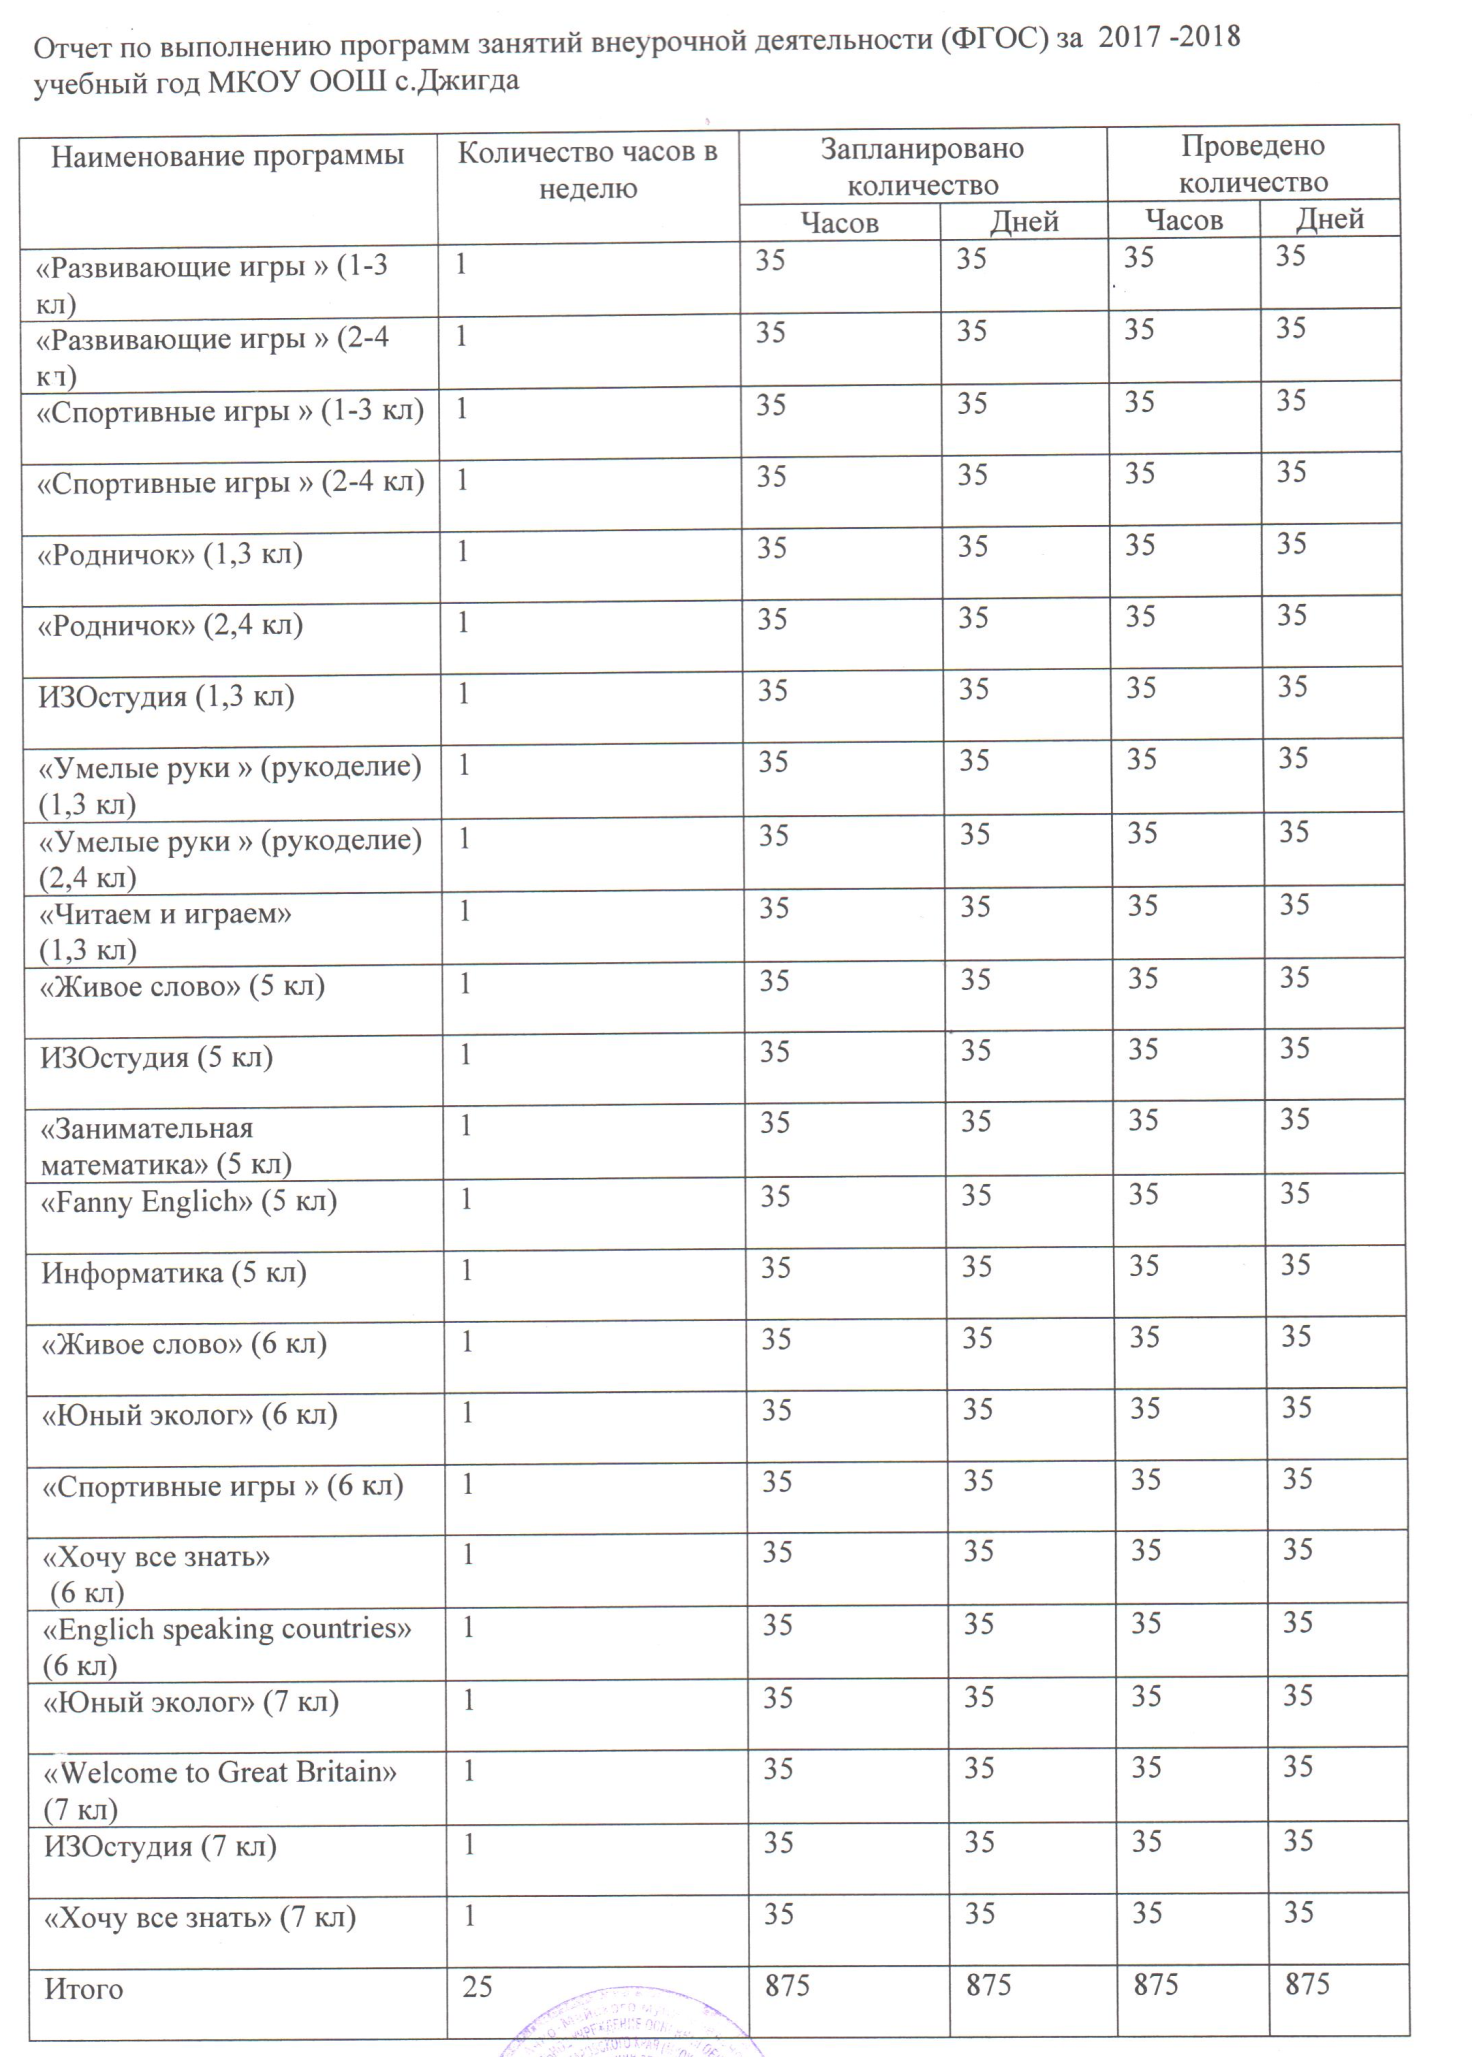 Отчет по выполнению программ занятий внеурочной деятельности (ФГОС) за 2017 -2018
учебный год МКОУ ООШ с.Джигда
Наименование программы Количество часов в Запланировано Проведено
неделю количество количество
Часов Дней Часов Дней
«Развивающие игры » (1-3 1 35 35 35 35
кл)
«Развивающие игры » (2-4 1 35 35 35 35
кл)
«Спортивные игры » (1-3 кл) 1 35 35 35 35
«Спортивные игры » (2-4 кл) 1 35 35 35 35
«Родничок» (1,3 кл) 1 35 35 35 35
«Родничок» (2,4 кл) 1 35 35 35 35
ИЗОстудия (1,3 кл) 1 35 35 35 35
«Умелые руки » (рукоделие) 1 35 35 35 35
(1,3 кл)
«Умелые руки » (рукоделие) 1 35 35 35 35
(2,4 кл)
«Читаем и играем» 1 35 35 35 35
(1,3 кл)
«Живое слово» (5 кл) 1 35 35 35 35
ИЗОстудия (5 кл) 1 35 35 35 35
«Занимательная 1 35 35 35 35
математика» (5 кл)
«Fanny Englich» (5 кл) 1 35 35 35 35
Информатика (5 кл) 1 35 35 35 35
«Живое слово» (6 кл) 1 35 35 35 35
«Юный эколог» (6 кл) 1 35 35 35 35
«Спортивные игры » (6 кл) 1 35 35 35 35
«Хочу все знать» 1 35 35 35 35
(6 кл)
«Englich speaking countries» 1 35 35 35 35
(6 кл)
«Юный эколог» (7 кл) 1 35 35 35 35
«Welcome to Great Britain» 1 35 35 35 35
(7 кл)
ИЗОстудия (7 кл) 1 35 35 35 35
«Хочу все знать» (7 кл) 1 35 35 35 35
Итого 25 875 875 875 875